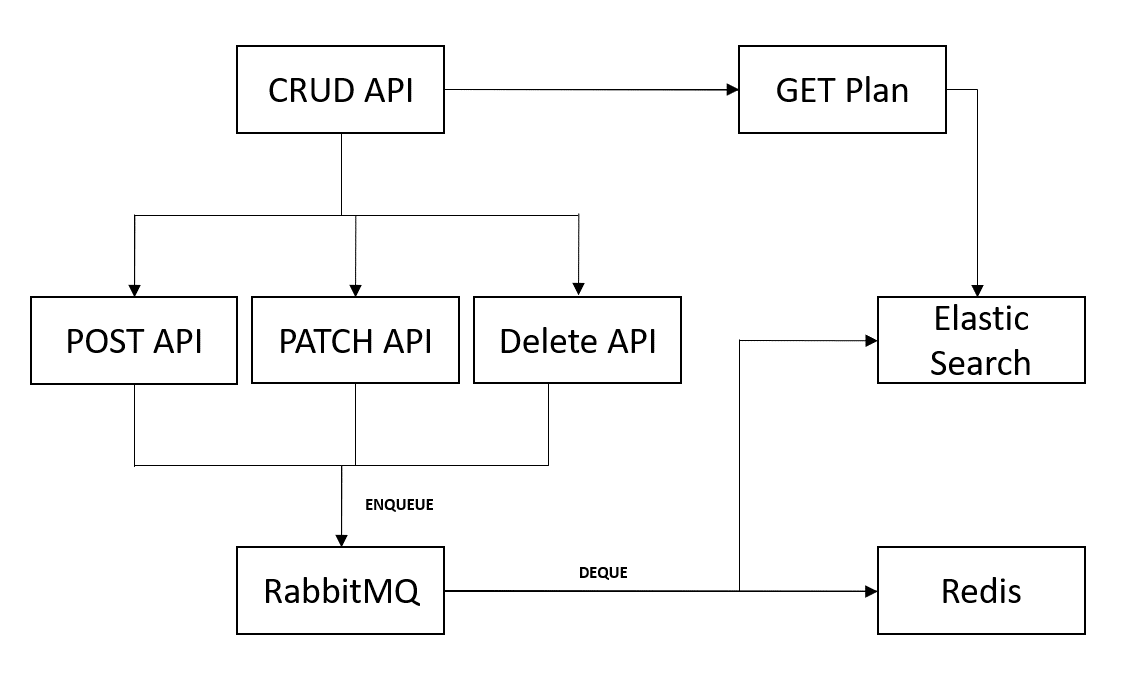 CRUD API
GET Plan
POST API
PATCH API
Delete API
Elastic
Search
ENQUEUE
RabbitMQ
DEQUE
Redis